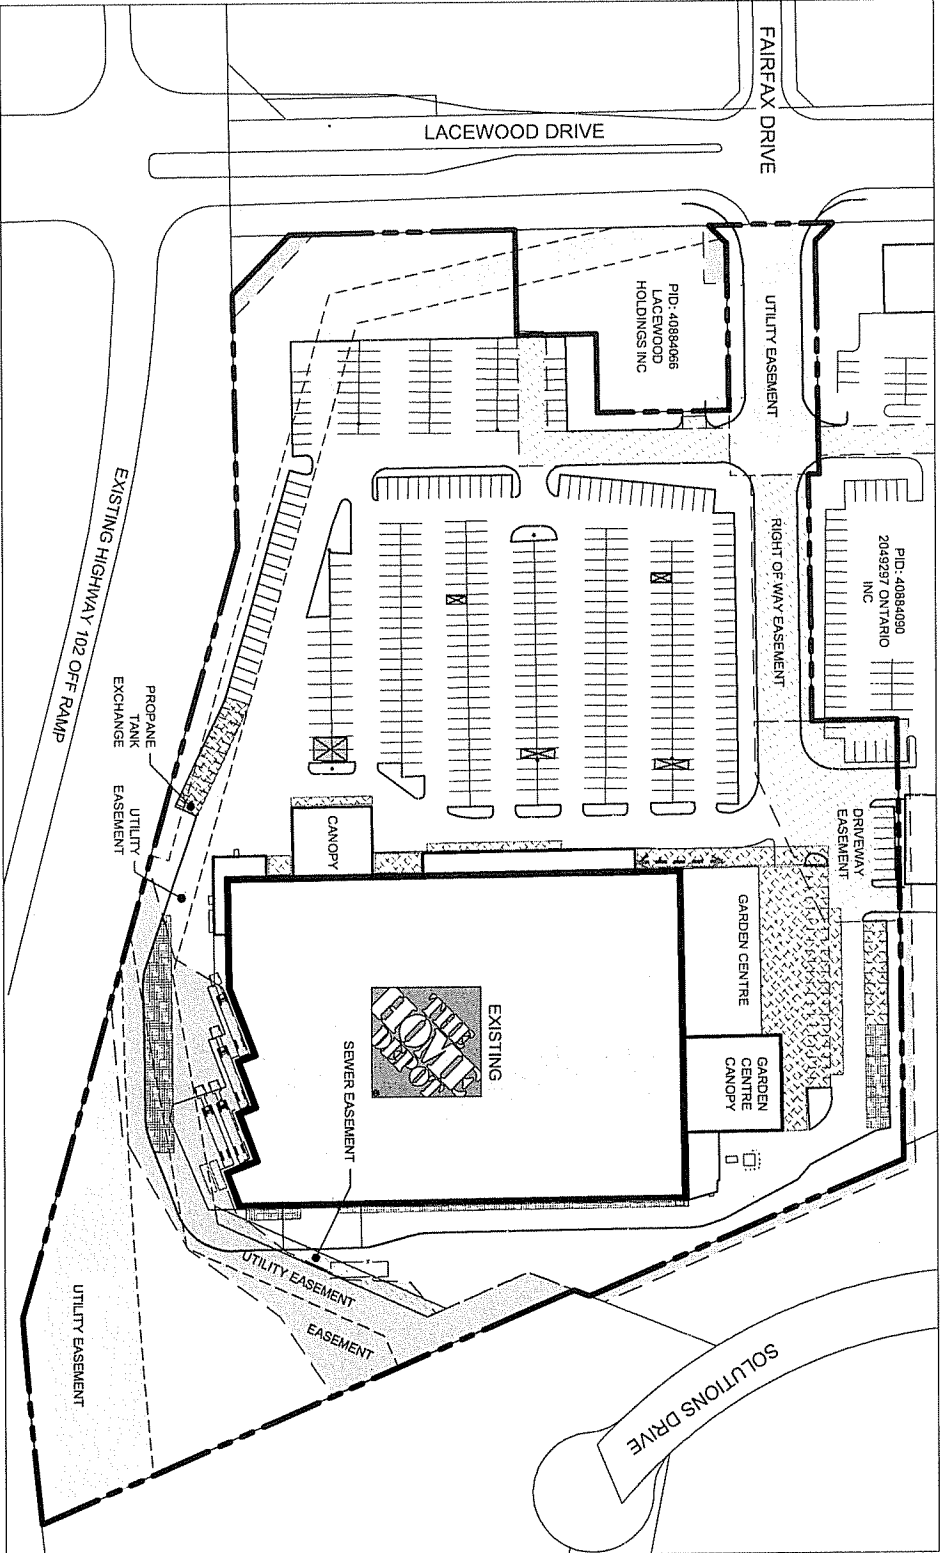 FAIRFAX DRIVE
LACEWOOD DRIVE
UTILITY EASEMENT
PID: 40884066
LACEWOOD
HOLDINGS INC
PID: 40884090
2049297 ONTARIO
INC
RIGHT OF WAY EASEMENT
EXISTING HIGHWAY 102 OFF RAMP
PROPANE
TANK
EXCHANGE
UTILITY
EASEMENT
DRIVEWAY
EASEMENT
CANOPY
GARDEN CENTRE
GARDEN
CENTRE
CANOPY
EXISTING
THE
HOME
DEPOT
SEWER EASEMENT
UTILITY EASEMENT
EASEMENT
UTILITY EASEMENT
SOLUTIONS DRIVE